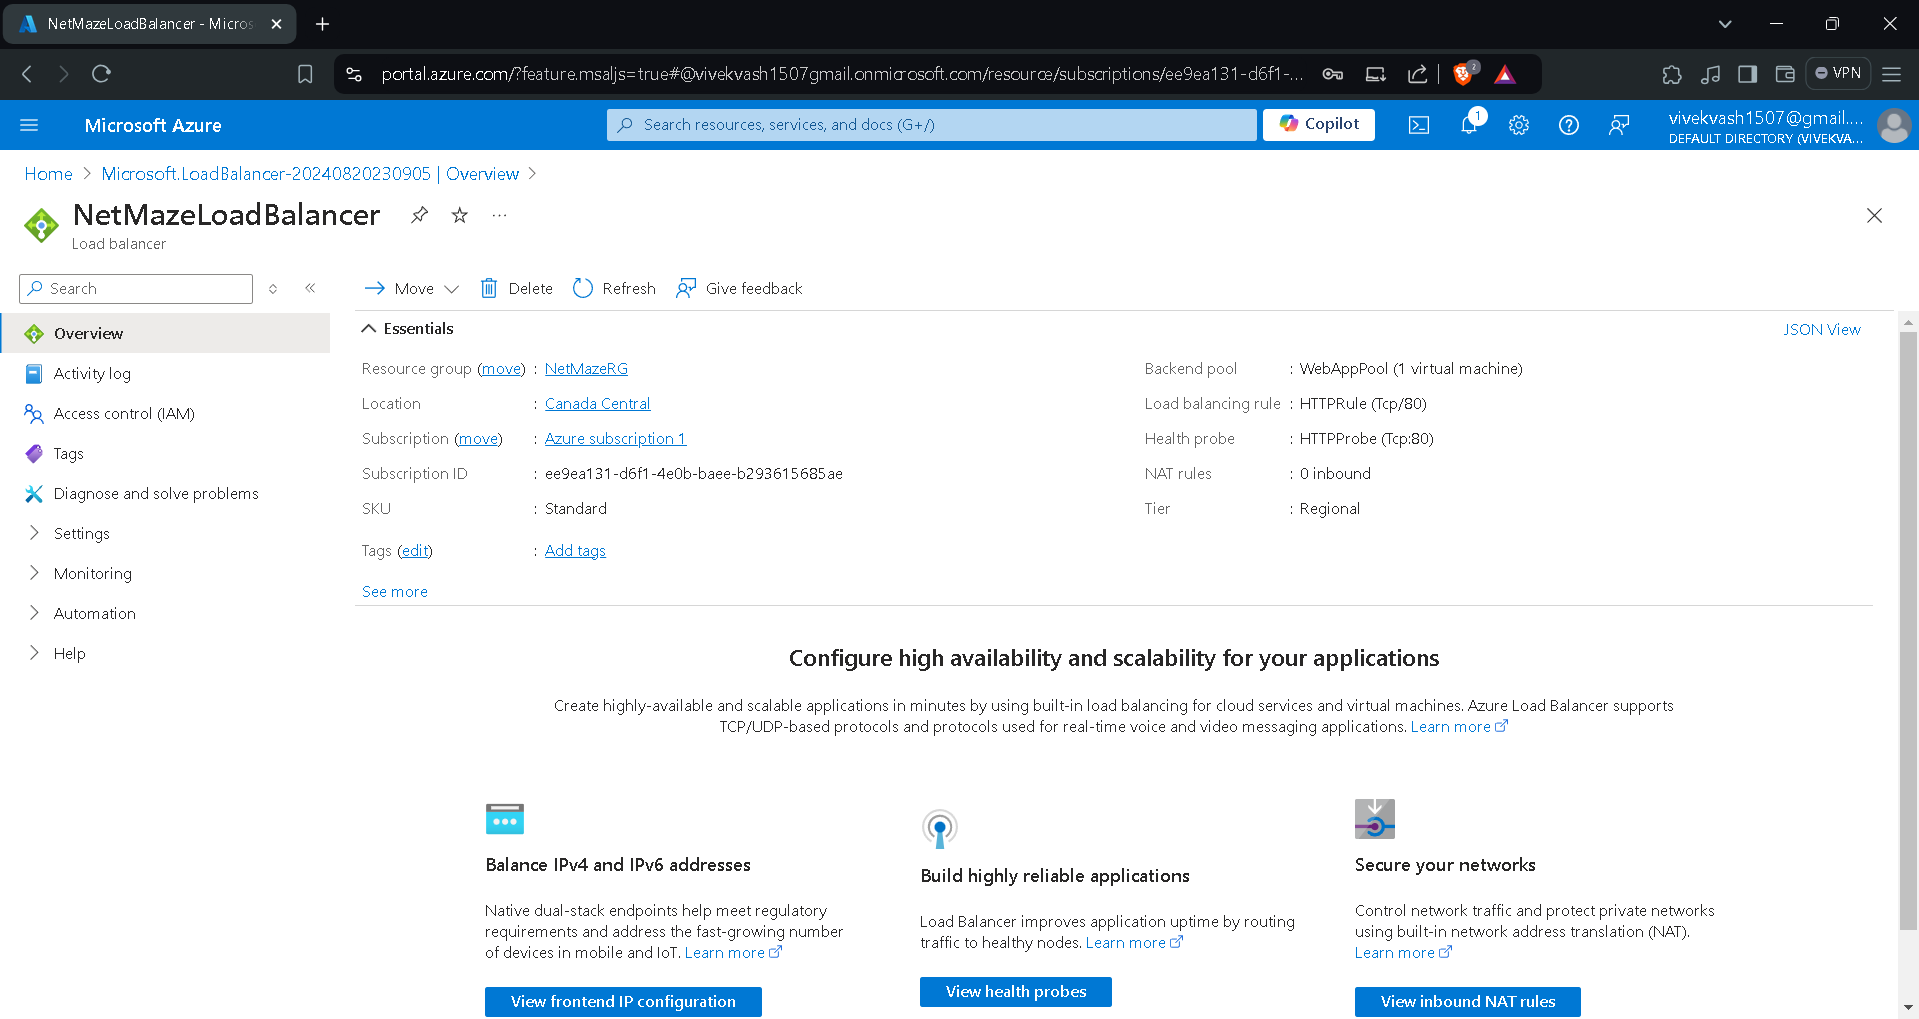 NetMazeLoadBalancer - Micros
portal.azure.com/?feature.msaljs=true#@vivekvash1507gmail.onmicrosoft.com/resource/subscriptions/ee9ea131-d6f1-...
2
VPN
Microsoft Azure
Search resources, services, and docs (G+/)
Copilot
1
vivekvash1507@gmail....
DEFAULT DIRECTORY (VIVEKVA...
Home > Microsoft.LoadBalancer-20240820230905 | Overview >
NetMazeLoadBalancer ...
Load balancer
Search
Move
Delete
Refresh
Give feedback
Overview
Activity log
Access control (IAM)
Tags
Diagnose and solve problems
Settings
Monitoring
Automation
Help
Essentials
JSON View
Resource group (move) : NetMazeRG
Location : Canada Central
Subscription (move) : Azure subscription 1
Subscription ID : ee9ea131-d6f1-4e0b-baee-b293615685ae
SKU : Standard
Tags (edit) : Add tags
See more
Backend pool : WebAppPool (1 virtual machine)
Load balancing rule : HTTPRule (Tcp/80)
Health probe : HTTPProbe (Tcp:80)
NAT rules : 0 inbound
Tier : Regional
Configure high availability and scalability for your applications
Create highly-available and scalable applications in minutes by using built-in load balancing for cloud services and virtual machines. Azure Load Balancer supports
TCP/UDP-based protocols and protocols used for real-time voice and video messaging applications. Learn more
Balance IPv4 and IPv6 addresses
Native dual-stack endpoints help meet regulatory
requirements and address the fast-growing number
of devices in mobile and IoT. Learn more
View frontend IP configuration
Build highly reliable applications
Load Balancer improves application uptime by routing
traffic to healthy nodes. Learn more
View health probes
Secure your networks
Control network traffic and protect private networks
using built-in network address translation (NAT).
Learn more
View inbound NAT rules